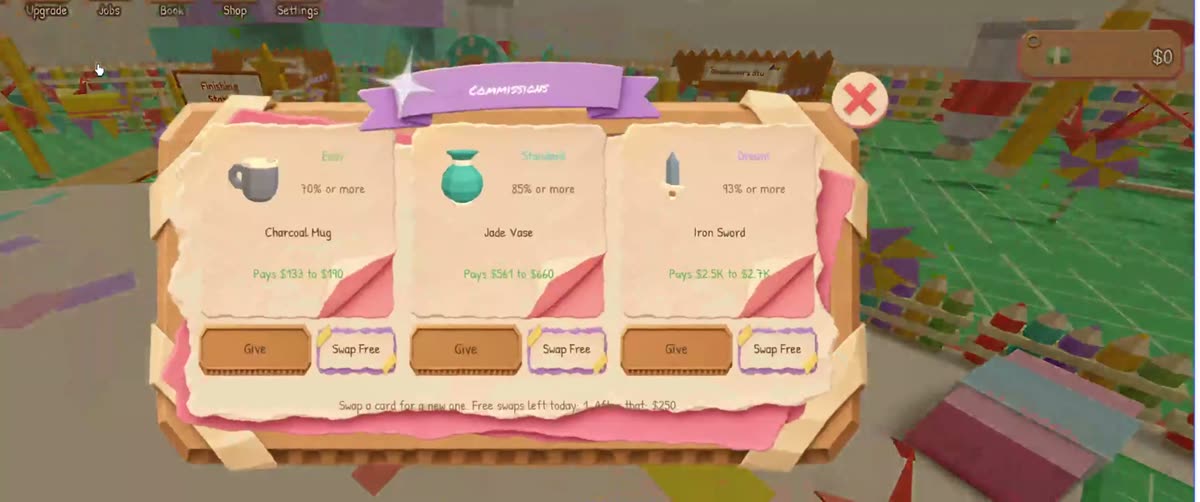 Upgrade
Jobs
Book
Shop
Settings
$0
Finishing
COMMISSIONS
Easy
70% or more
Charcoal Mug
Pays $133 to $190
Give
Swap Free
Standard
85% or more
Jade Vase
Pays $561 to $660
Give
Swap Free
Dream
93% or more
Iron Sword
Pays $2.5K to $2.7K
Give
Swap Free
Swap a card for a new one. Free swaps left today: 1. After that: $250